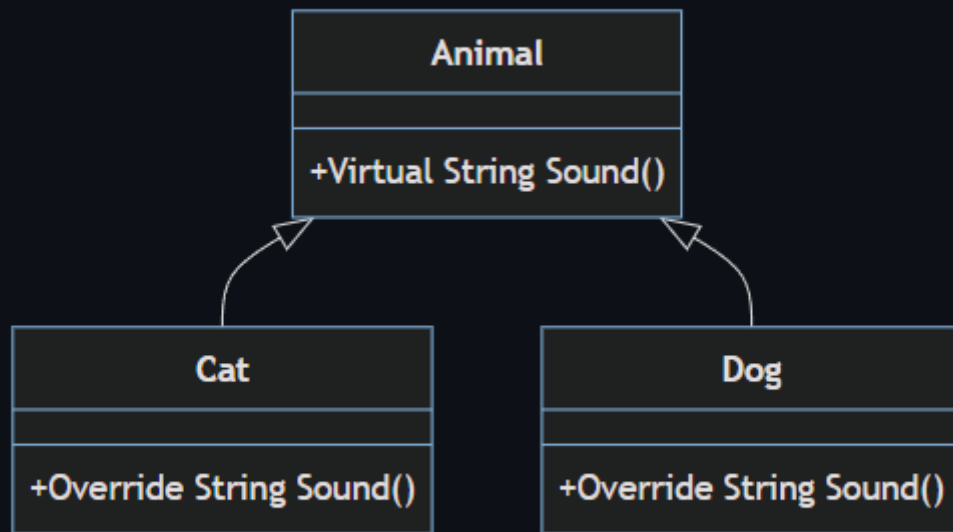 Animal
+Virtual String Sound()
Cat
Dog
+Override String Sound()
+Override String Sound()